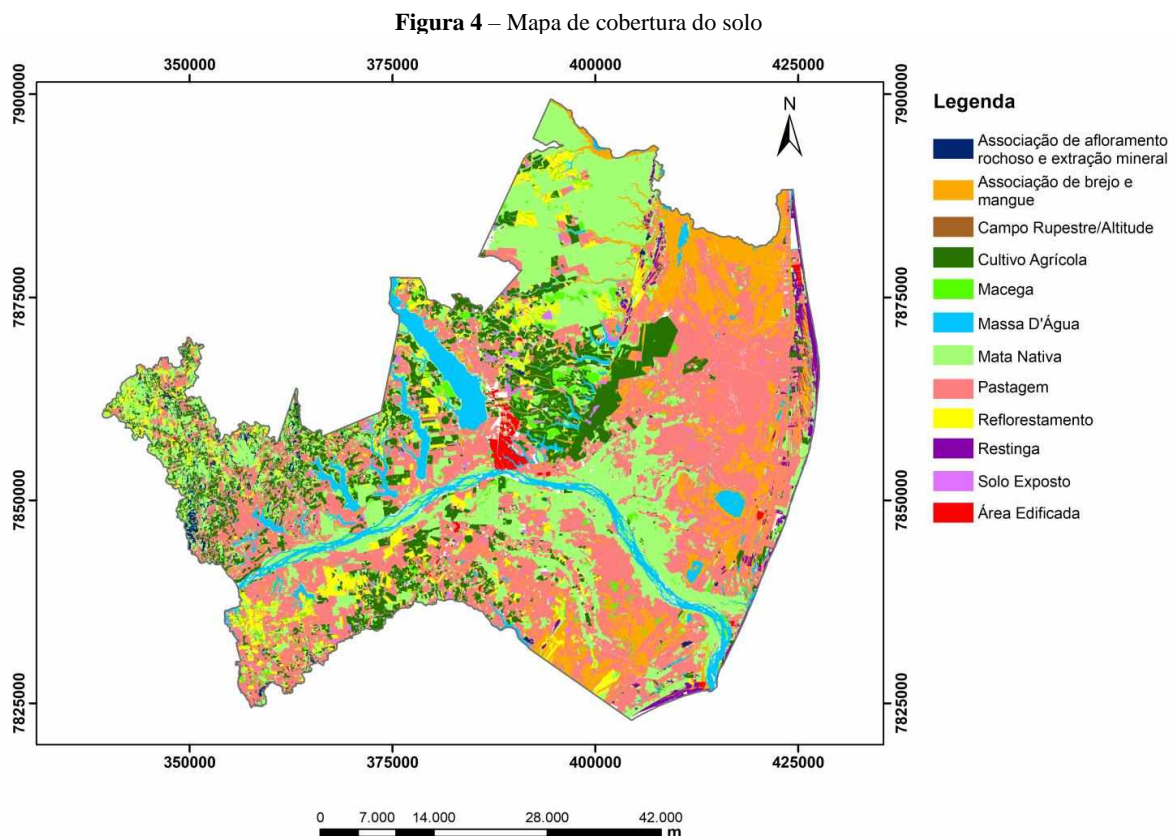 Figura 4 – Mapa de cobertura do solo
350000 375000 400000 425000
7900000
7875000
7850000
7825000
N
7900000
7875000
7850000
7825000
350000 375000 400000 425000
0 7.000 14.000 28.000 42.000
m
Legenda
Associação de afloramento
rochoso e extração mineral
Associação de brejo e
mangue
Campo Rupestre/Altitude
Cultivo Agrícola
Macega
Massa D'Água
Mata Nativa
Pastagem
Reflorestamento
Restinga
Solo Exposto
Área Edificada